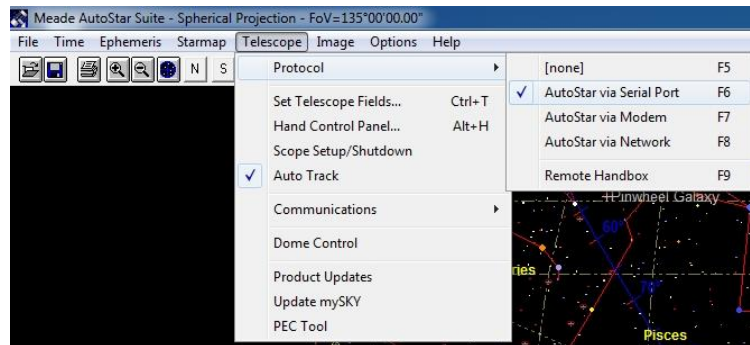 Meade AutoStar Suite - Spherical Projection - FoV=135°00'00.00"
File Time Ephemeris Starmap Telescope Image Options Help
N S
Protocol
Set Telescope Fields... Ctrl+T
Hand Control Panel... Alt+H
Scope Setup/Shutdown
Auto Track
Communications
Dome Control
Product Updates
Update mySKY
PEC Tool
[none] F5
AutoStar via Serial Port F6
AutoStar via Modem F7
AutoStar via Network F8
Remote Handbox F9
Pinwheel Galaxy
60°
ries
Pisces